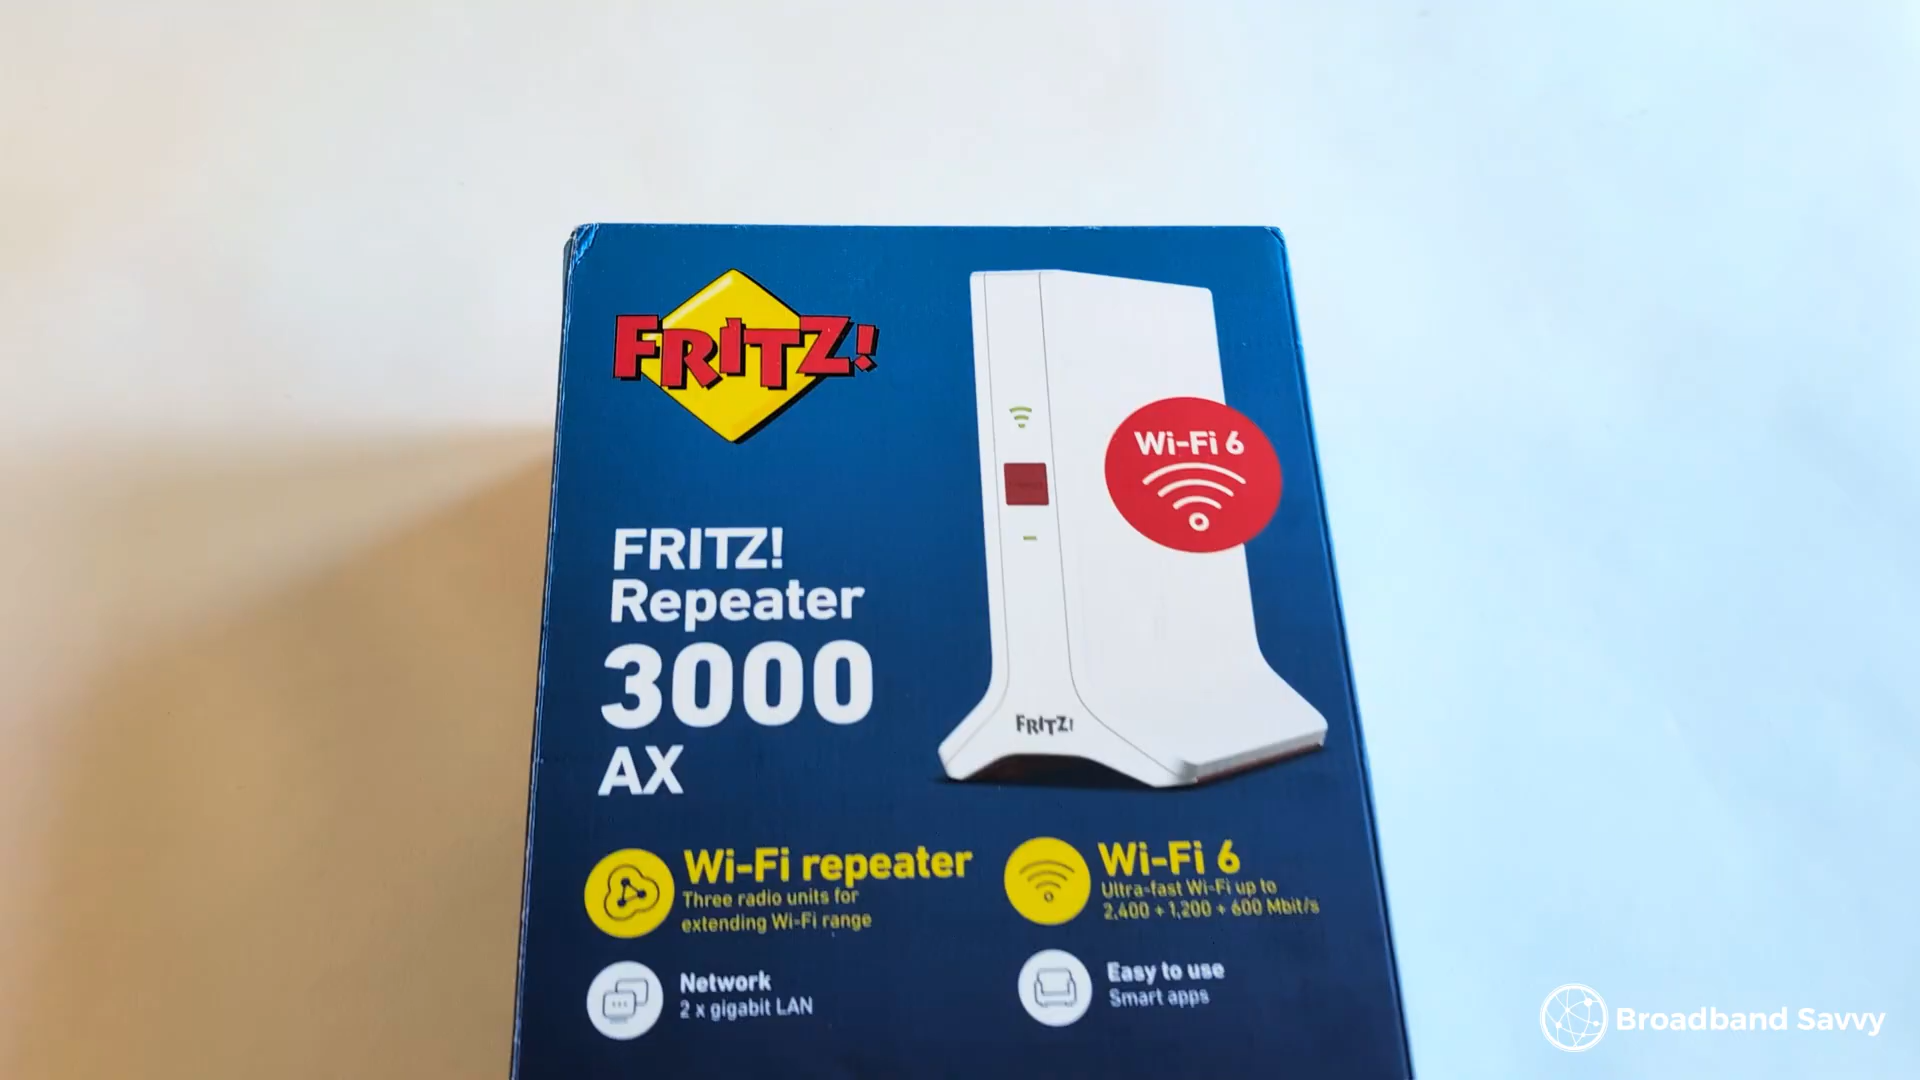 FRITZ!
Wi-Fi 6
FRITZ!
Repeater
3000
AX
FRITZ!
Wi-Fi repeater
Three radio units for
extending Wi-Fi range
Wi-Fi 6
Ultra-fast Wi-Fi up to
2,400 + 1,200 + 600 Mbit/s
Network
2 x gigabit LAN
Easy to use
Smart apps
Broadband Savvy